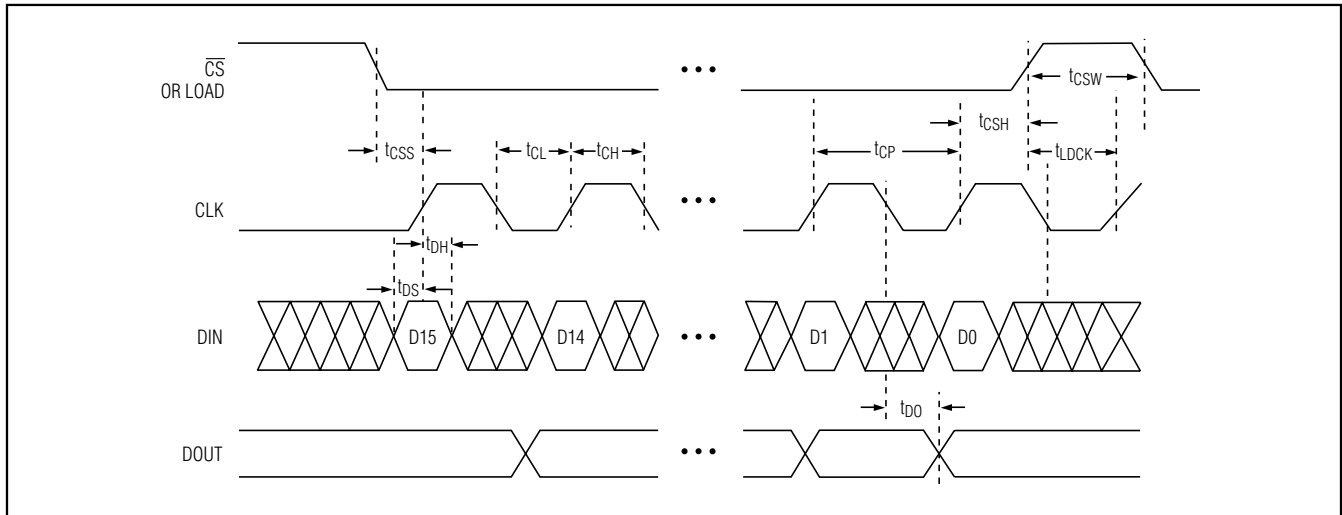 CS
OR LOAD
•••
tCSW
tCSH
tCSS
tCL
tCH
tCP
tLDCK
CLK
•••
tDH
tDS
DIN
D15
D14
•••
D1
D0
tDO
DOUT
•••